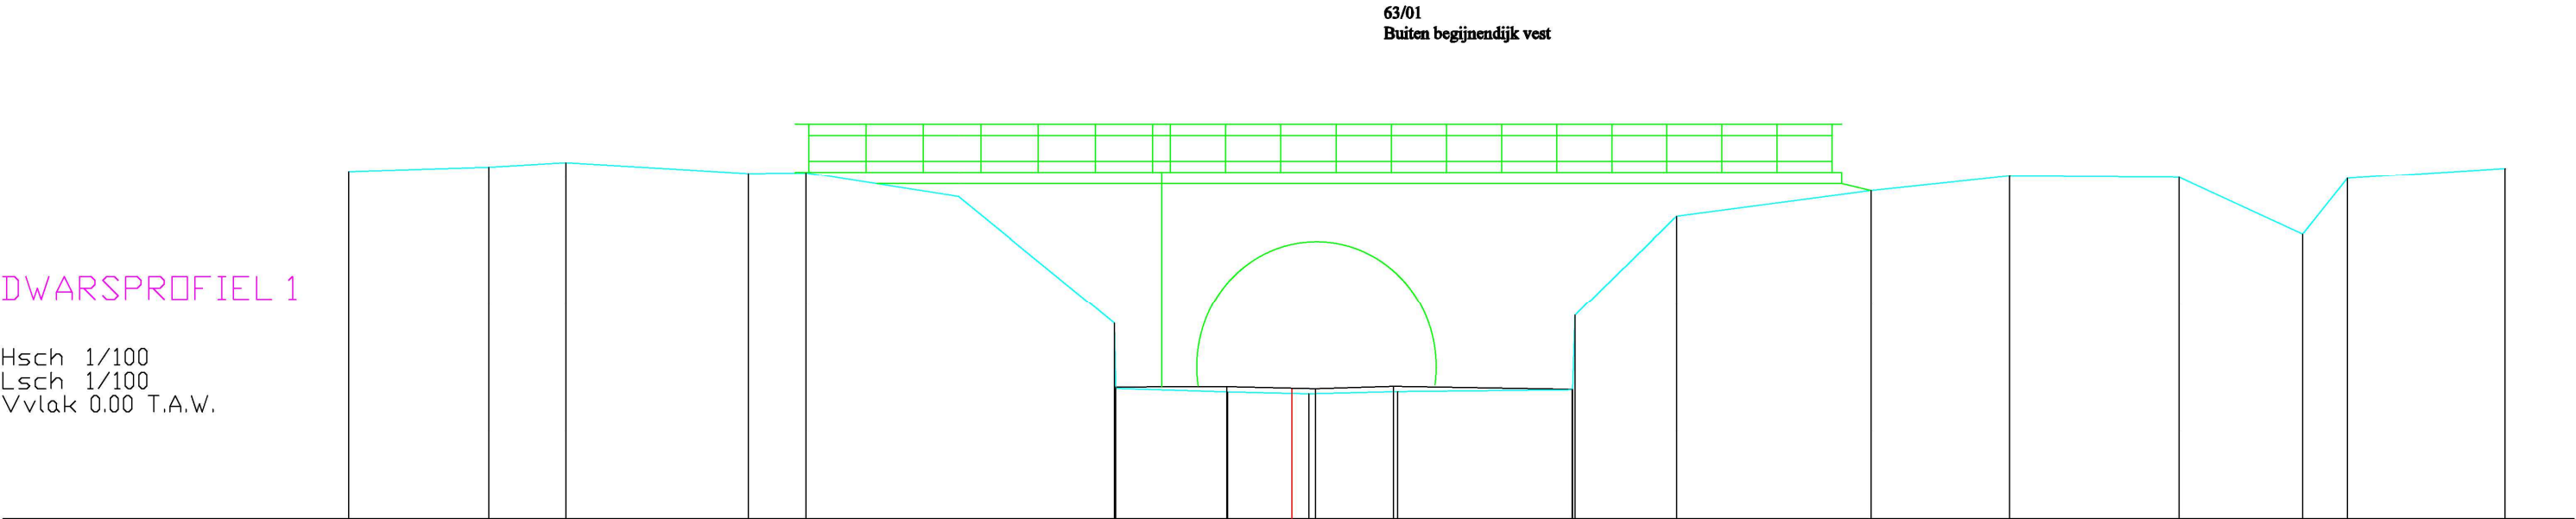 63/01
Buiten begijnendijk vest
DWARSPROFIEL 1
Hsch 1/100
Lsch 1/100
Vvlak 0.00 T.A.W.